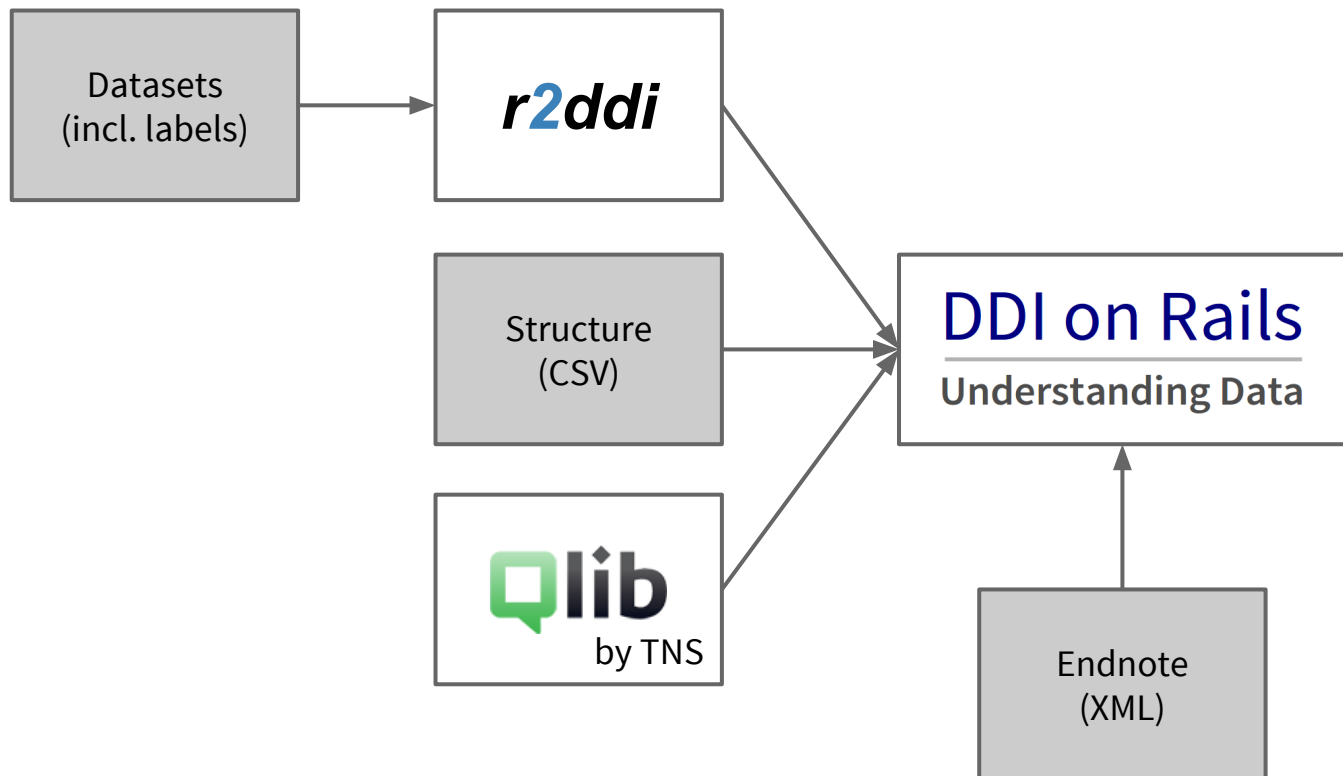 Datasets
(incl. labels)
r2ddi
Structure
(CSV)
DDI on Rails
Understanding Data
Qlib
by TNS
Endnote
(XML)